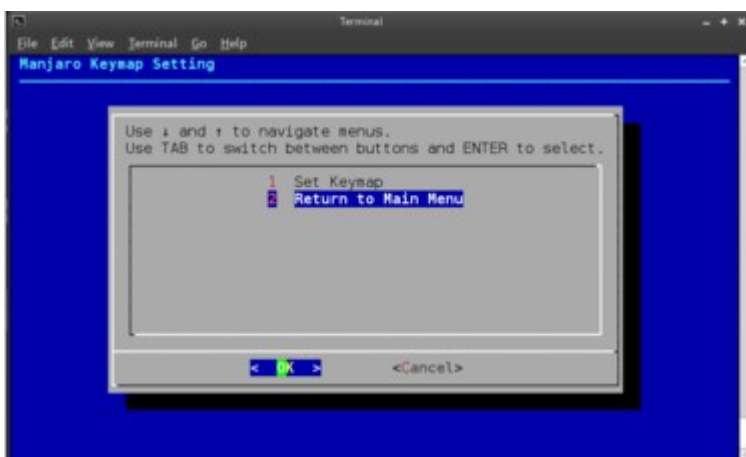 Terminal
File Edit View Terminal Go Help
Manjaro Keymap Setting
Use ↓ and ↑ to navigate menus.
Use TAB to switch between buttons and ENTER to select.
1 Set Keymap
2 Return to Main Menu
< OK > <Cancel>